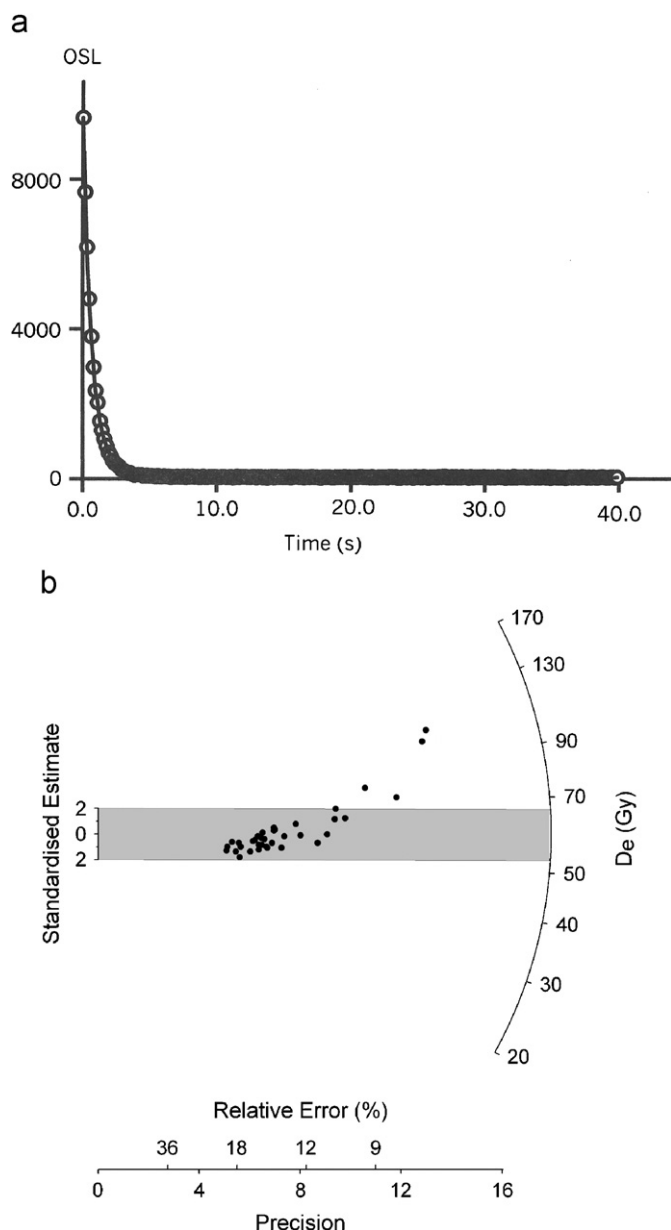 a
OSL
8000
4000
0
0.0 10.0 20.0 30.0 40.0
Time (s)
b
170
130
90
70
50
40
30
20
De (Gy)
Standardised Estimate
2
0
2
Relative Error (%)
36 18 12 9
0 4 8 12 16
Precision